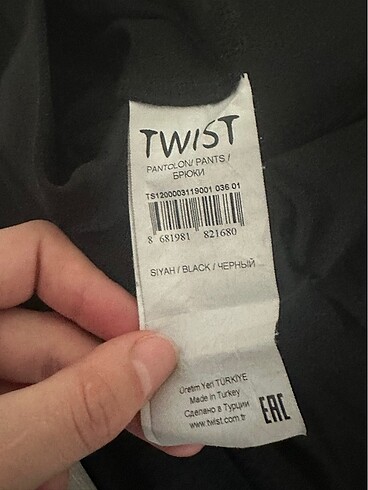 TWIST
PANTOLON/ PANTS /
БРЮКИ
TS1200003119001 036 01
8 681981 821680
SIYAH / BLACK / ЧЕРНЫЙ
Üretim Yeri TÜRKİYE
Made in Turkey
Сделано в Турции
www.twist.com.tr
EAC